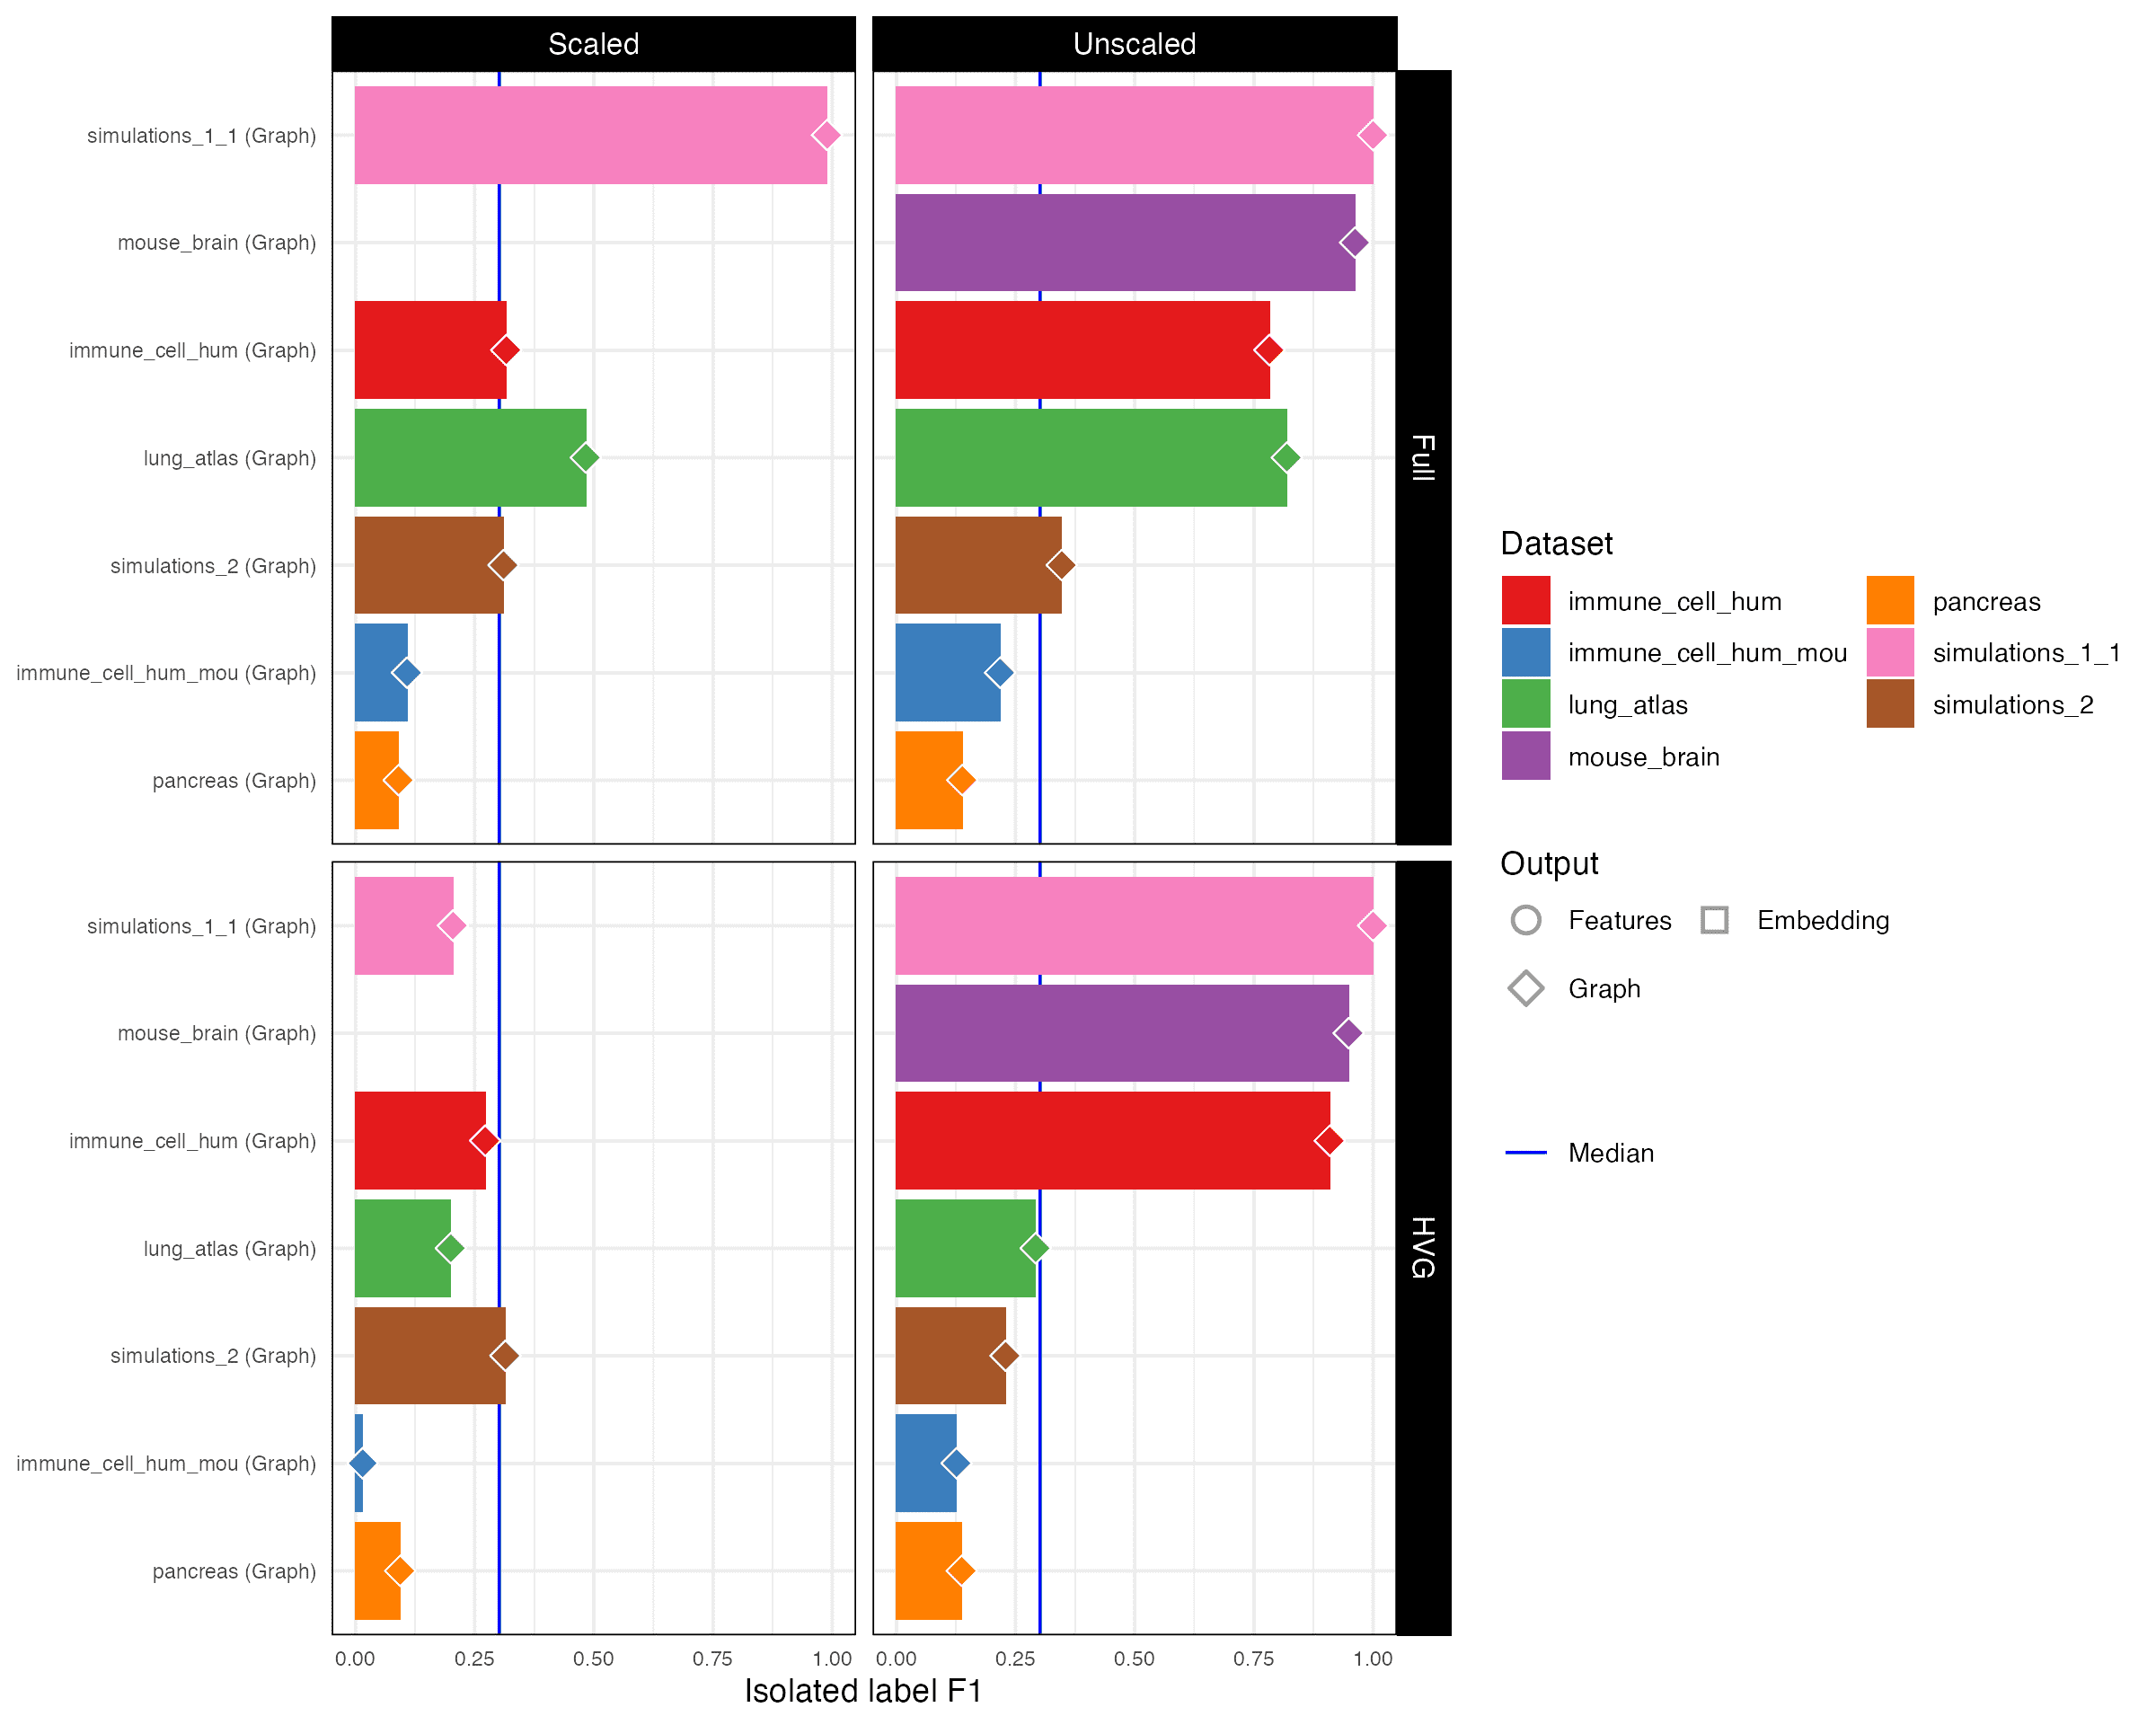 Scaled
Unscaled
simulations_1_1 (Graph)
mouse_brain (Graph)
immune_cell_hum (Graph)
lung_atlas (Graph)
simulations_2 (Graph)
immune_cell_hum_mou (Graph)
pancreas (Graph)
Full
simulations_1_1 (Graph)
mouse_brain (Graph)
immune_cell_hum (Graph)
lung_atlas (Graph)
simulations_2 (Graph)
immune_cell_hum_mou (Graph)
pancreas (Graph)
HVG
0.00 0.25 0.50 0.75 1.00
0.00 0.25 0.50 0.75 1.00
Isolated label F1
Dataset
immune_cell_hum
immune_cell_hum_mou
lung_atlas
mouse_brain
pancreas
simulations_1_1
simulations_2
Output
Features
Embedding
Graph
Median